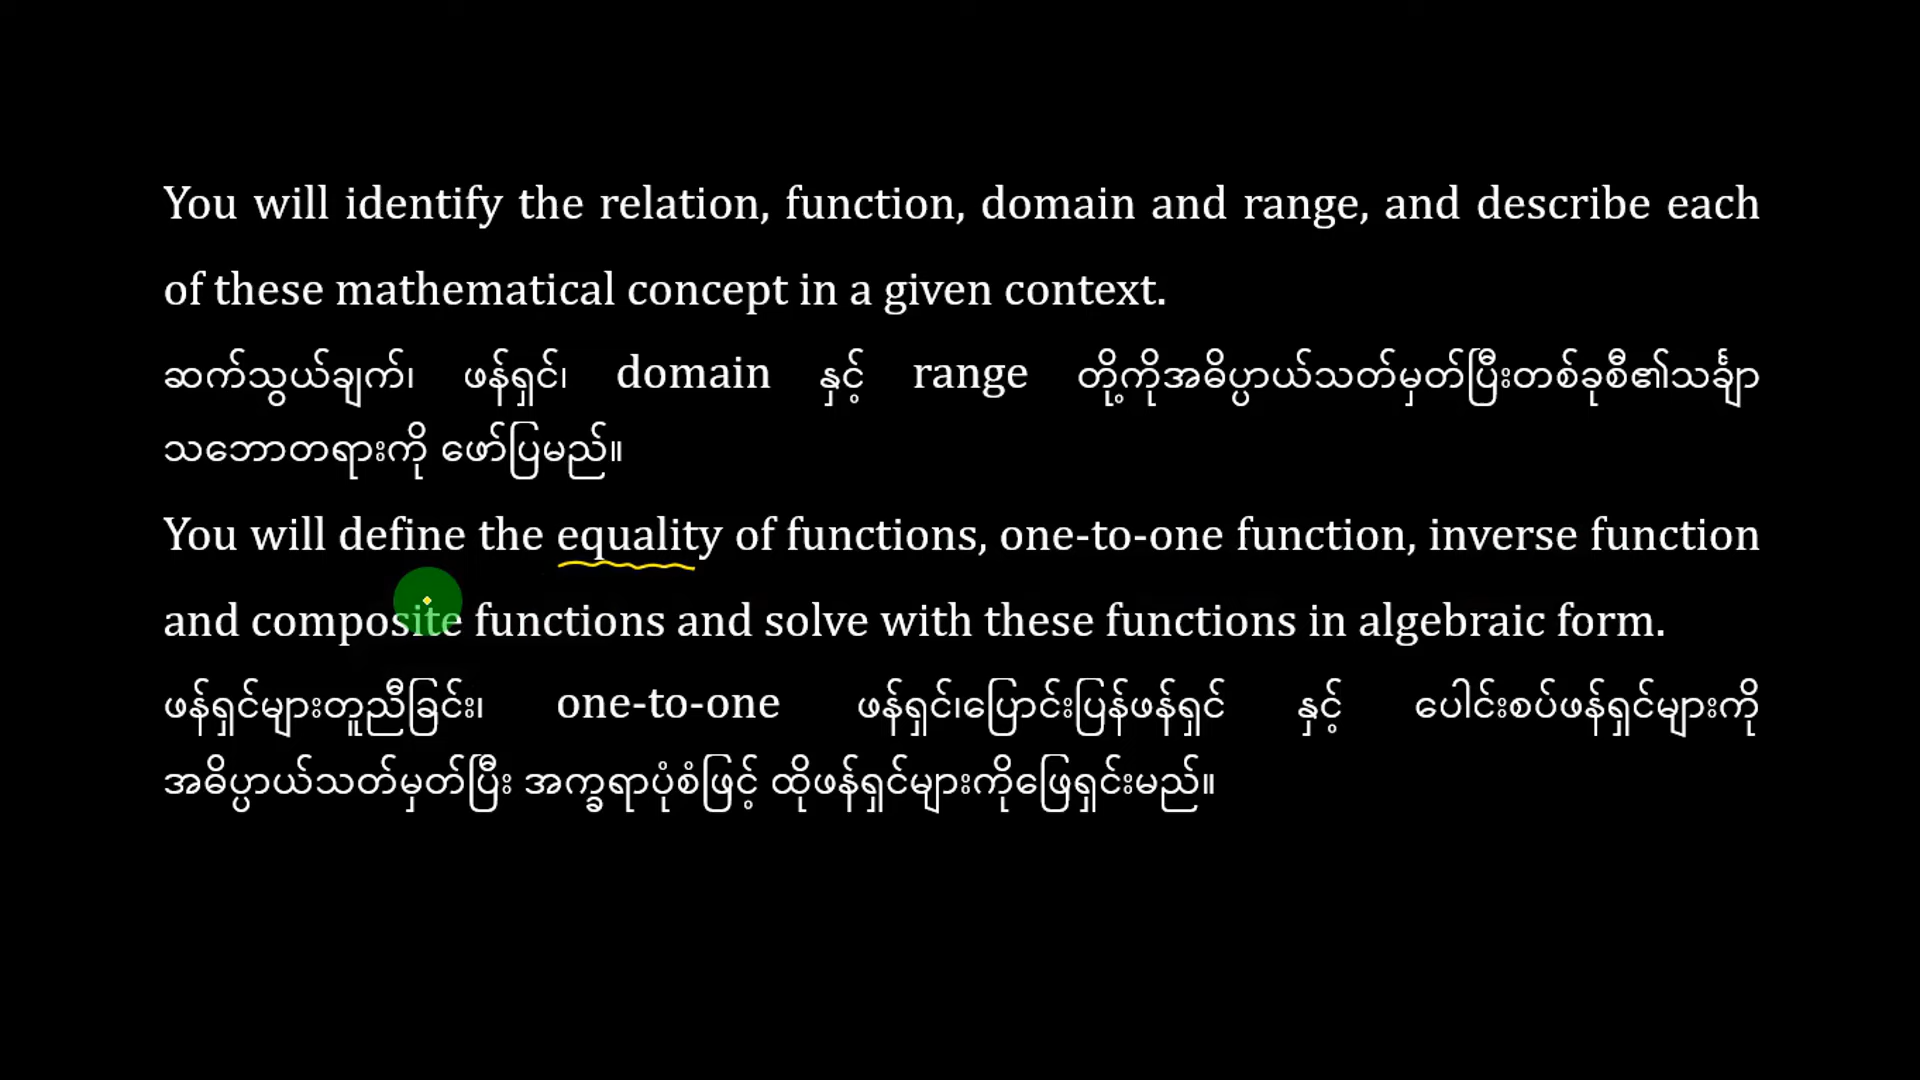 You will identify the relation, function, domain and range, and describe each
of these mathematical concept in a given context.
ဆက်သွယ်ချက်၊ ဖန်ရှင်၊ domain နှင့် range တို့ကိုအဓိပ္ပာယ်သတ်မှတ်ပြီးတစ်ခုစီ၏သင်္ချာ
သဘောတရားကို ဖော်ပြမည်။
You will define the equality of functions, one-to-one function, inverse function
and composite functions and solve with these functions in algebraic form.
ဖန်ရှင်များတူညီခြင်း၊ one-to-one ဖန်ရှင်၊ပြောင်းပြန်ဖန်ရှင် နှင့် ပေါင်းစပ်ဖန်ရှင်များကို
အဓိပ္ပာယ်သတ်မှတ်ပြီး အက္ခရာပုံစံဖြင့် ထိုဖန်ရှင်များကိုဖြေရှင်းမည်။